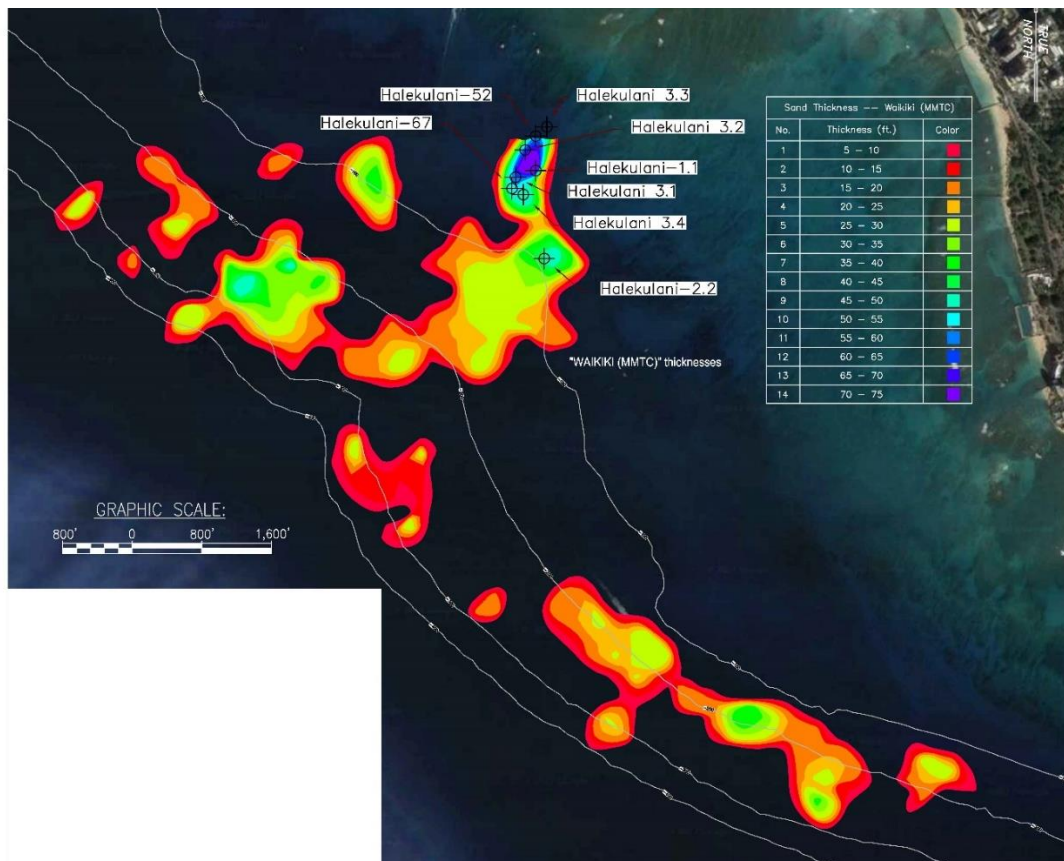 TRUE
NORTH
Halekulani-52
Halekulani 3.3
Halekulani-67
Halekulani 3.2
Halekulani-1.1
Halekulani 3.1
Halekulani 3.4
Halekulani-2.2
"WAIKIKI (MMTC)" thicknesses
Sand Thickness -- Waikiki (MMTC)
No. Thickness (ft.) Color
1 5 - 10
2 10 - 15
3 15 - 20
4 20 - 25
5 25 - 30
6 30 - 35
7 35 - 40
8 40 - 45
9 45 - 50
10 50 - 55
11 55 - 60
12 60 - 65
13 65 - 70
14 70 - 75
GRAPHIC SCALE:
800' 0 800' 1,600'